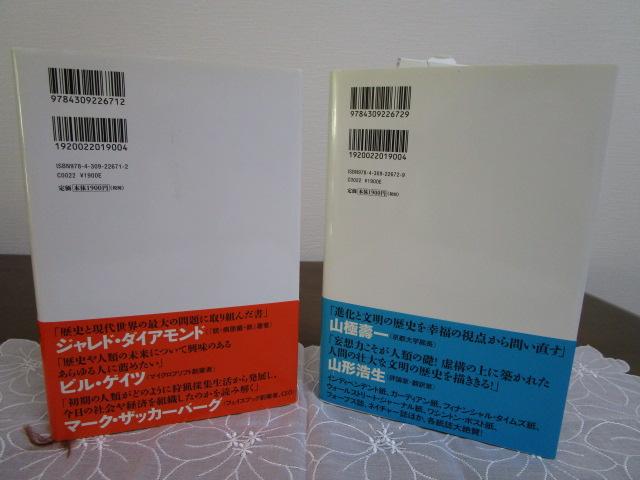 9784309226712
1920022019004
ISBN978-4-309-22671-2
C0022 ¥1900E
定価 本体1900円 (税別)
「歴史と現代世界の最大の問題に取り組んだ書」
ジャレド・ダイアモンド (『銃・病原菌・鉄』著者)
「歴史や人類の未来について興味のある
あらゆる人に薦めたい」
ビル・ゲイツ (マイクロソフト創業者)
「初期の人類がどのように狩猟採集生活から発展し、
今日の社会や経済を組織したのかを読み解く」
マーク・ザッカーバーグ (フェイスブック創業者、CEO)
9784309226729
1920022019004
ISBN978-4-309-22672-9
C0022 ¥1900E
定価 本体1900円 (税別)
「進化と文明の歴史を幸福の視点から問い直す」
山極壽一 (京都大学総長)
「妄想力こそが人類の礎!虚構の上に築かれた
人間の壮大な文明の歴史を描ききる!」
山形浩生 (評論家・翻訳家)
インディペンデント紙、ガーディアン紙、フィナンシャル・タイムズ紙、
ウォールストリート・ジャーナル紙、ワシントン・ポスト紙、
フォーブス誌、ネイチャー誌ほか、各紙誌大絶賛!